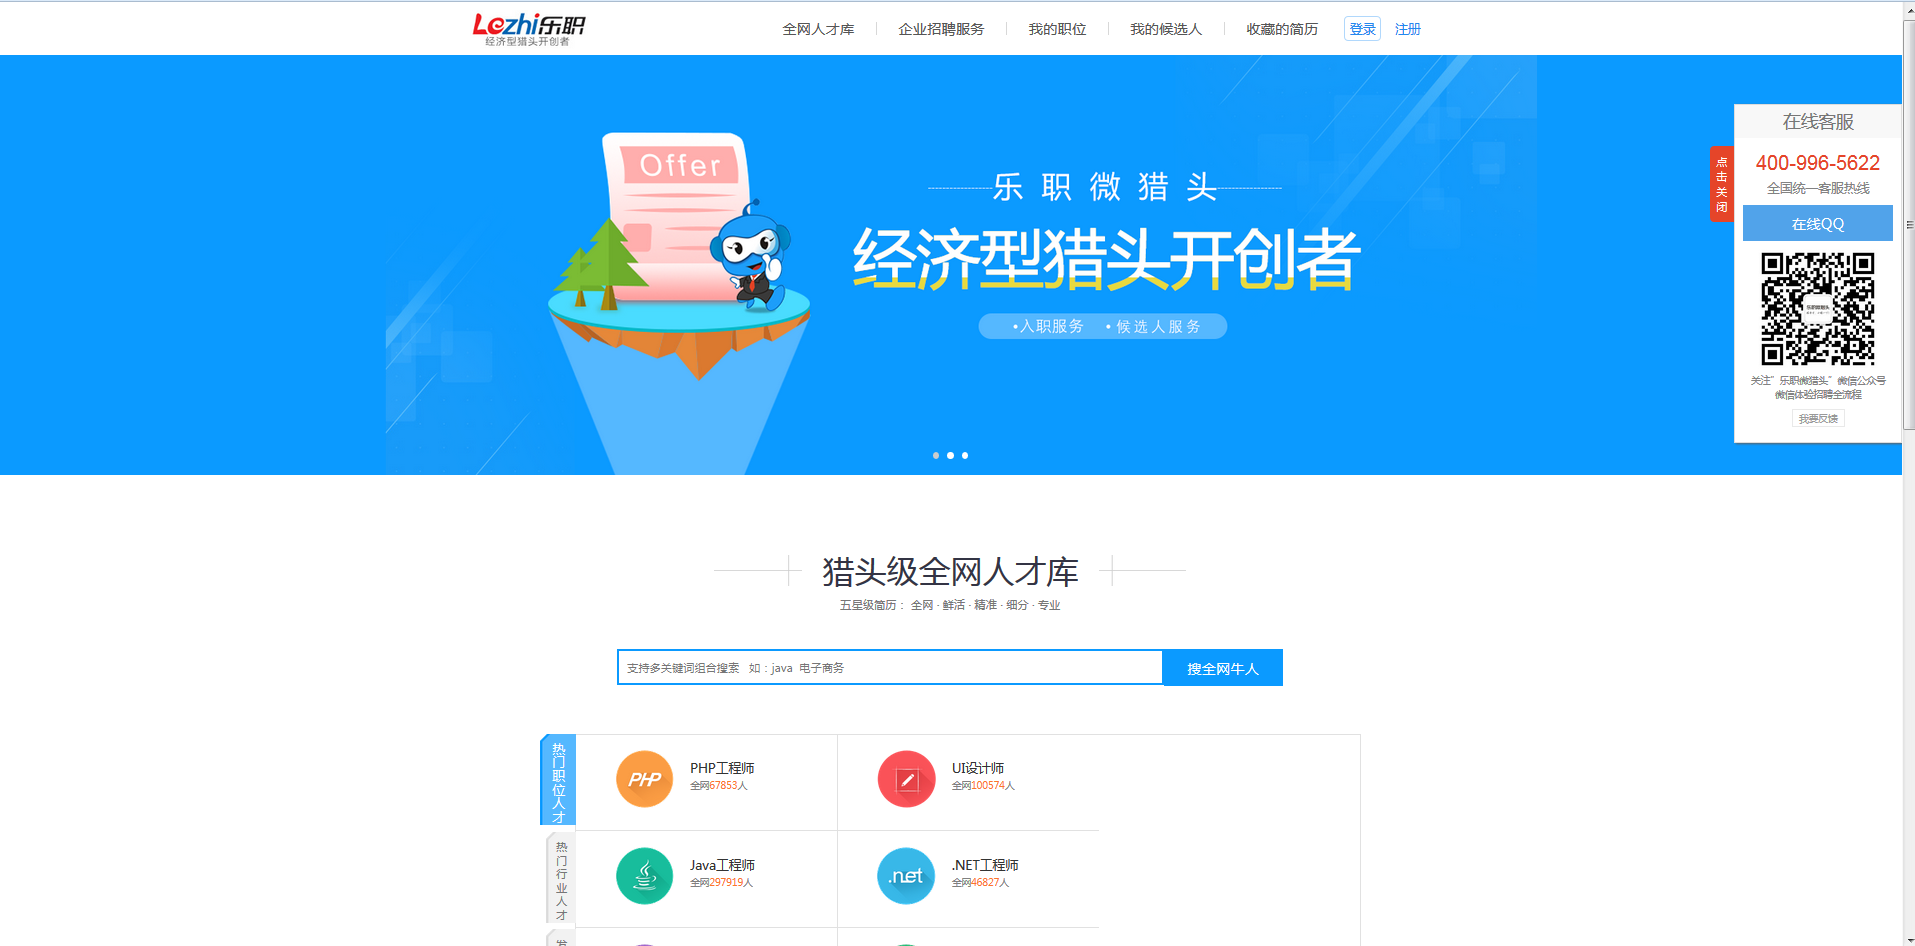 Lezhi乐职
经济型猎头开创者
全网人才库 企业招聘服务 我的职位 我的候选人 收藏的简历 登录 注册
Offer
乐职微猎头
经济型猎头开创者
•入职服务 •候选人服务
点击关闭
在线客服
400-996-5622
全国统一客服热线
在线QQ
关注"乐职微猎头"微信公众号
微信体验招聘全流程
我要反馈
猎头级全网人才库
五星级简历： 全网 · 鲜活 · 精准 · 细分 · 专业
支持多关键词组合搜索 如：java 电子商务
搜全网牛人
热门职位人才
PHP
PHP工程师
全网67853人
UI设计师
全网100574人
热门行业人才
Java工程师
全网297919人
.net
.NET工程师
全网46827人